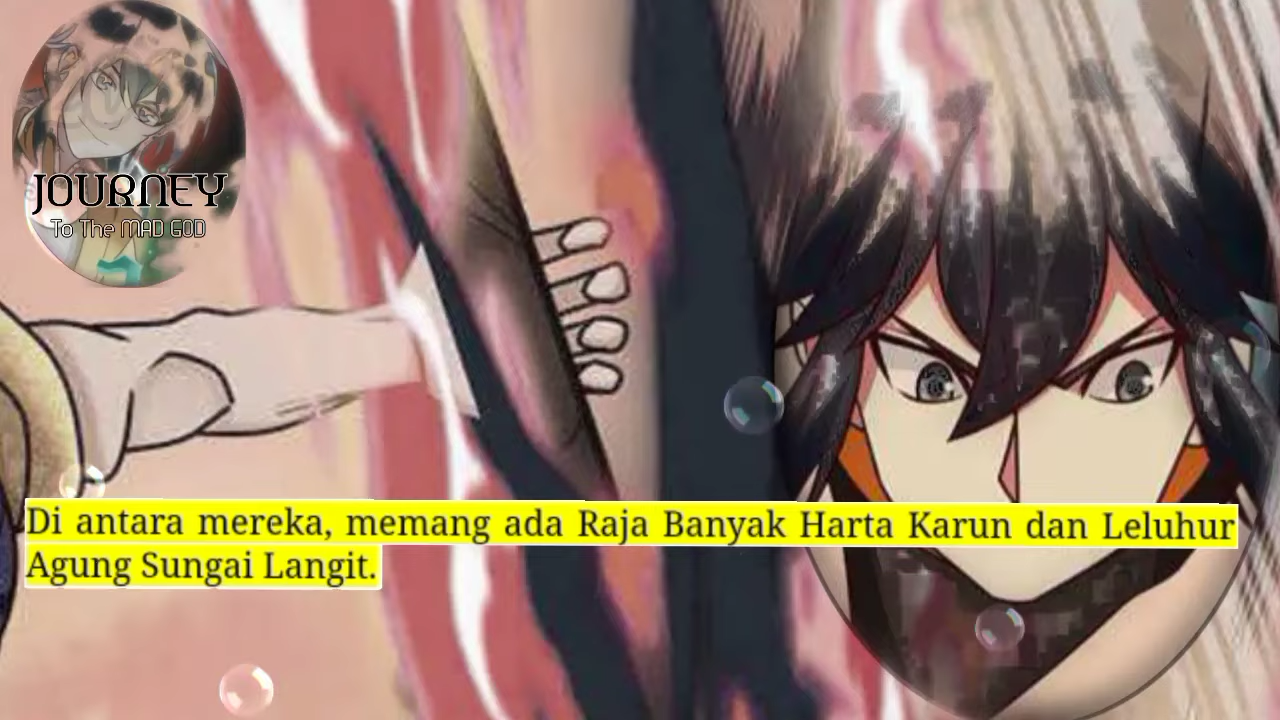 JOURNEY
To The MAD GOD
Di antara mereka, memang ada Raja Banyak Harta Karun dan Leluhur
Agung Sungai Langit.